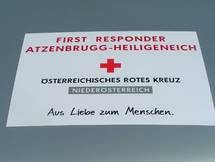 FIRST RESPONDER
ATZENBRUGG-HEILIGENEICH
ÖSTERREICHISCHES ROTES KREUZ
NIEDERÖSTERREICH
Aus Liebe zum Menschen.